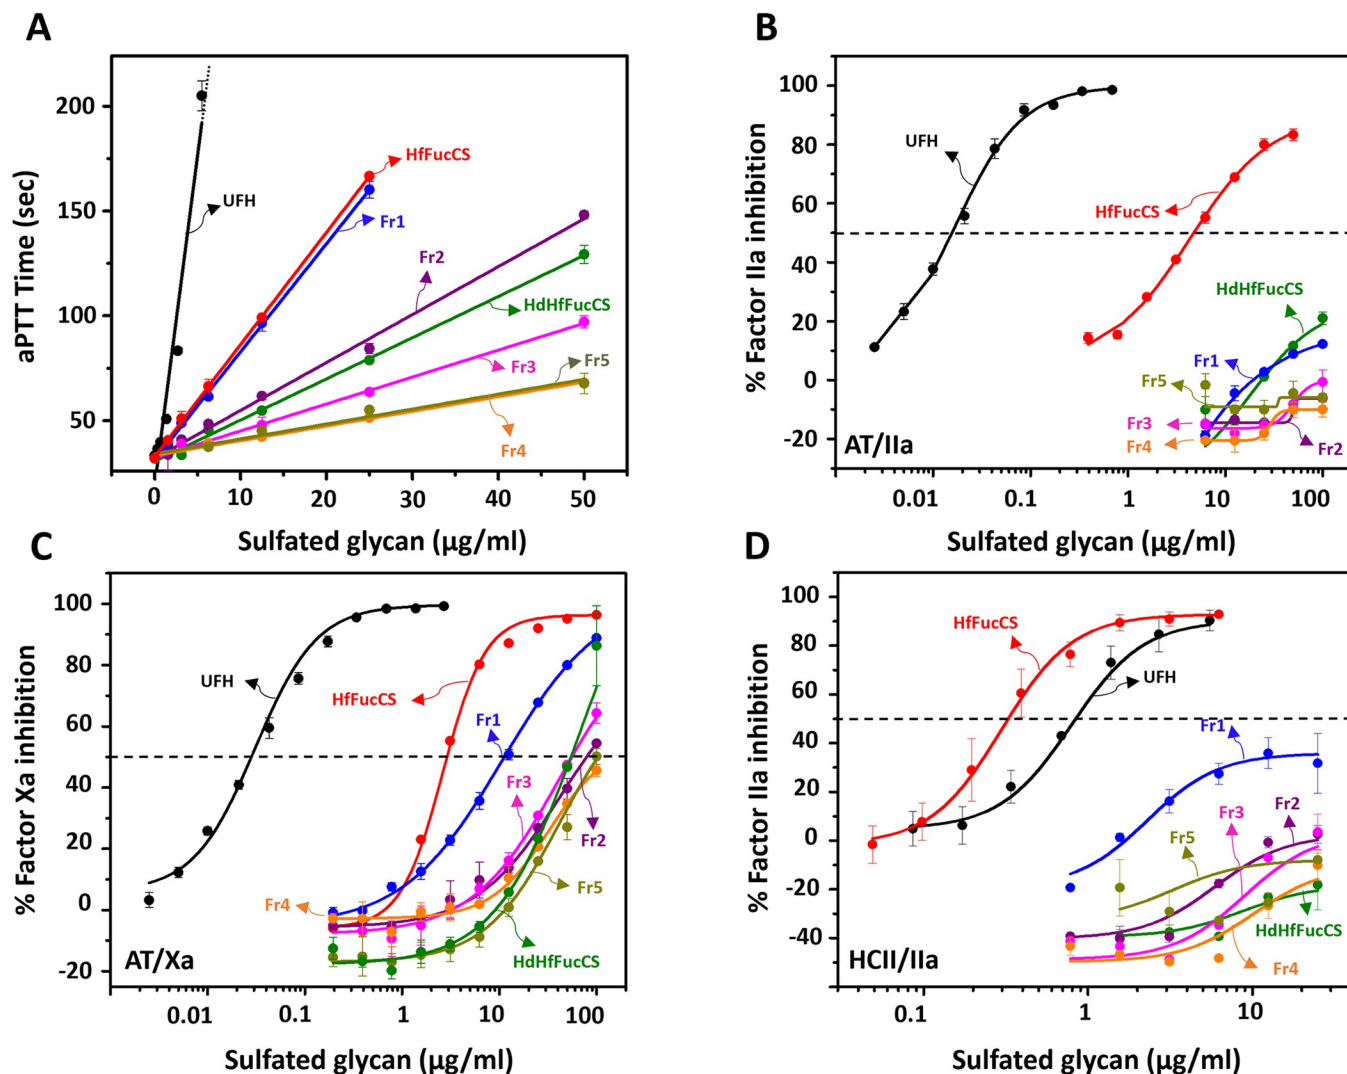 A
aPTT Time (sec)
200
150
100
50
0
10
20
30
40
50
UFH
HfFucCS
Fr1
Fr2
HdHfFucCS
Fr3
Fr5
Fr4
Sulfated glycan (µg/ml)
B
% Factor IIa inhibition
100
80
60
40
20
0
-20
0.01
0.1
1
10
100
UFH
HfFucCS
HdHfFucCS
Fr1
Fr5
Fr3
Fr4
Fr2
AT/IIa
Sulfated glycan (µg/ml)
C
% Factor Xa inhibition
100
80
60
40
20
0
-20
0.01
0.1
1
10
100
UFH
HfFucCS
Fr1
Fr3
Fr2
Fr5
Fr4
HdHfFucCS
AT/Xa
Sulfated glycan (µg/ml)
D
% Factor IIa inhibition
100
80
60
40
20
0
-20
-40
0.1
1
10
HfFucCS
UFH
Fr1
Fr2
Fr3
Fr5
HdHfFucCS
Fr4
HCII/IIa
Sulfated glycan (µg/ml)